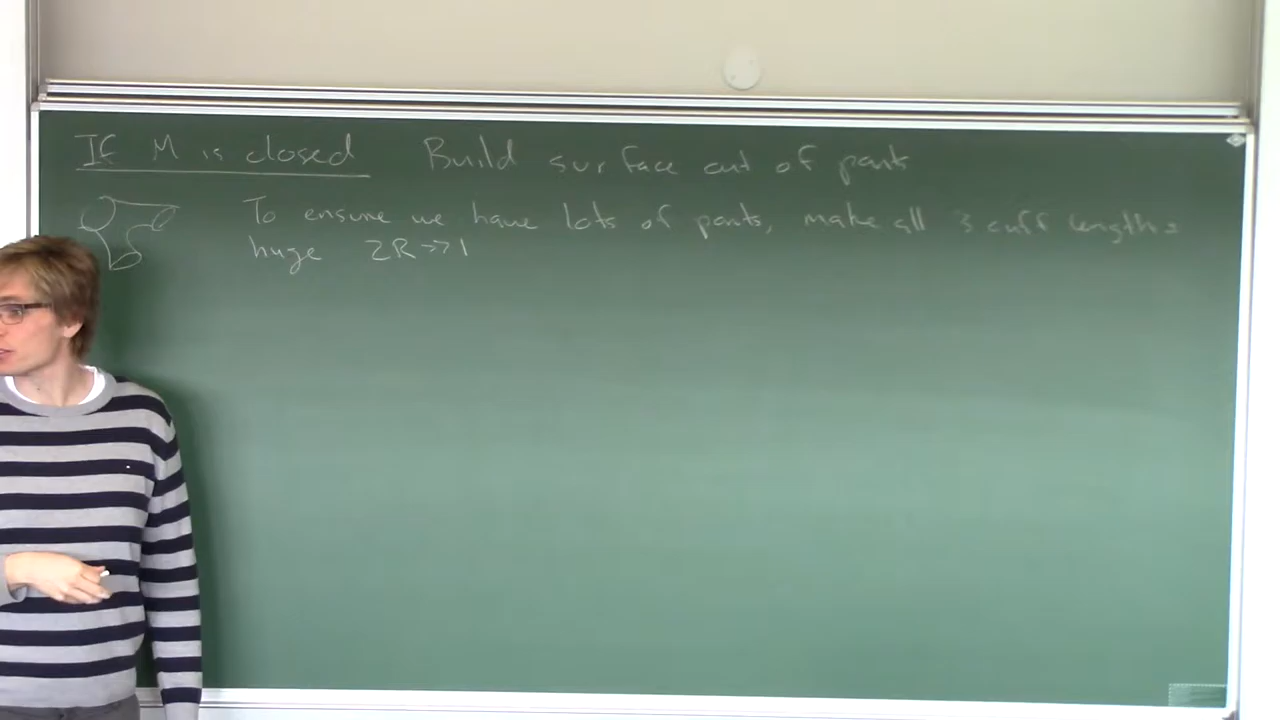 If M is closed Build surface out of pants
To ensure we have lots of pants, make all 3 cuff lengths
huge 2R >> 1